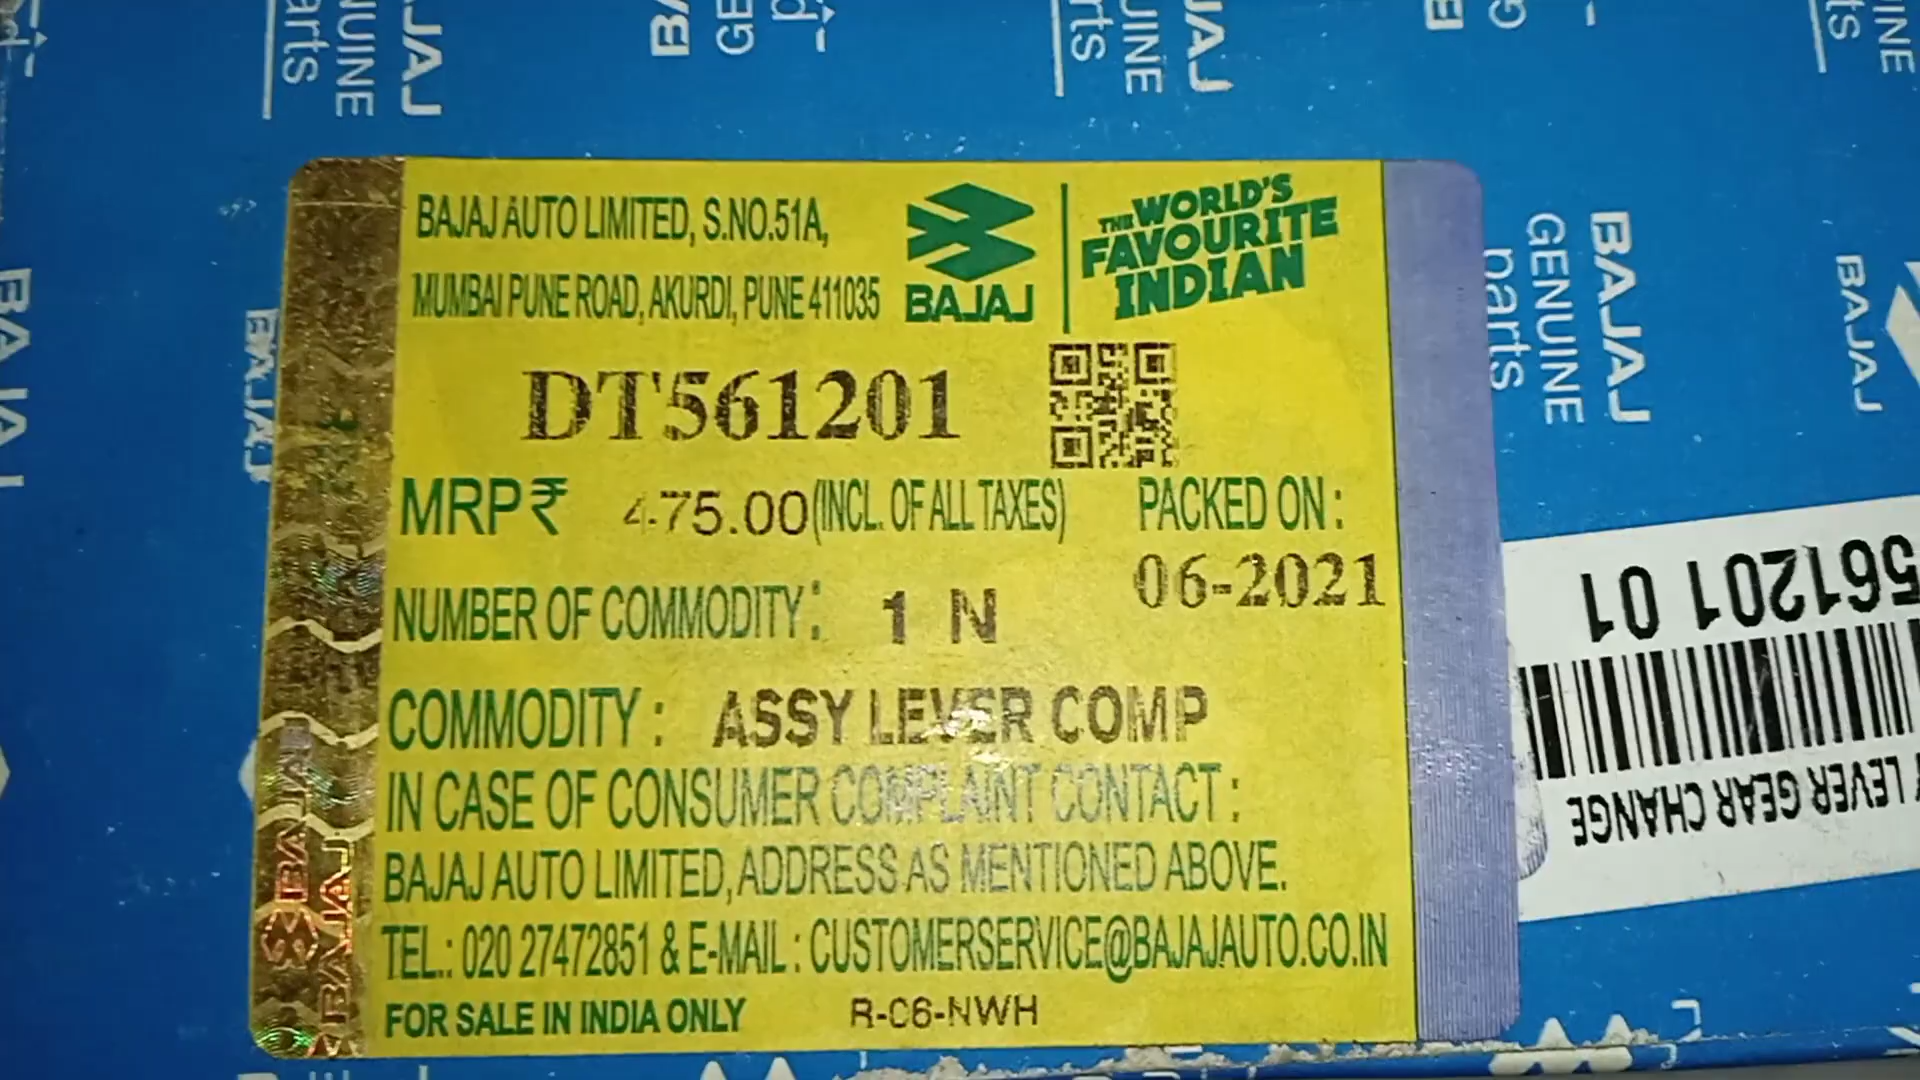 BAJAJ AUTO LIMITED, S.NO.51A,
MUMBAI PUNE ROAD, AKURDI, PUNE 411035
BAJAJ
THE WORLD'S
FAVOURITE
INDIAN
DT561201
MRP₹ 475.00 (INCL. OF ALL TAXES)
PACKED ON :
06-2021
NUMBER OF COMMODITY : 1 N
COMMODITY : ASSY LEVER COMP
IN CASE OF CONSUMER COMPLAINT CONTACT :
BAJAJ AUTO LIMITED, ADDRESS AS MENTIONED ABOVE.
TEL.: 020 27472851 & E-MAIL : CUSTOMERSERVICE@BAJAJAUTO.CO.IN
FOR SALE IN INDIA ONLY R-C6-NWH
BAJAJ
BAJAJ
561201 01
LEVER GEAR CHANGE
BAJAJ
GENUINE
parts
BAJAJ
BAJAJ